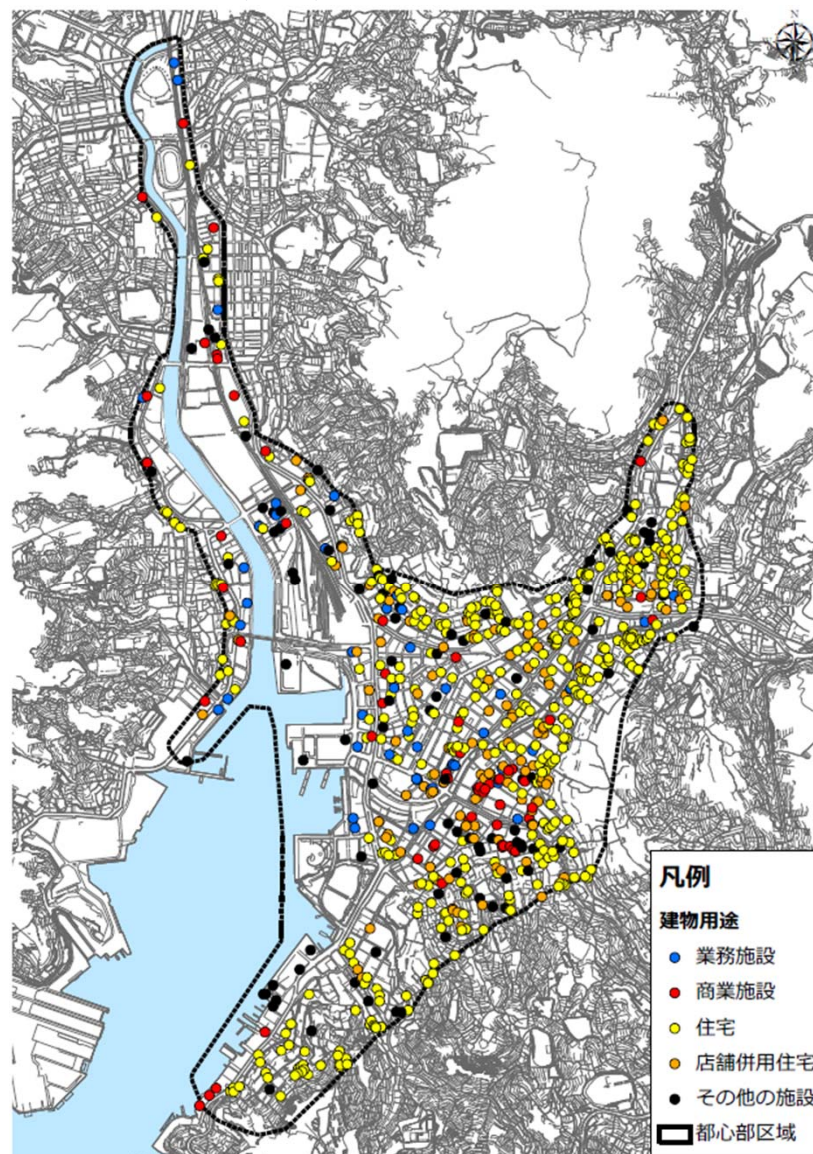 凡例
建物用途
業務施設
商業施設
住宅
店舗併用住宅
その他の施設
都心部区域